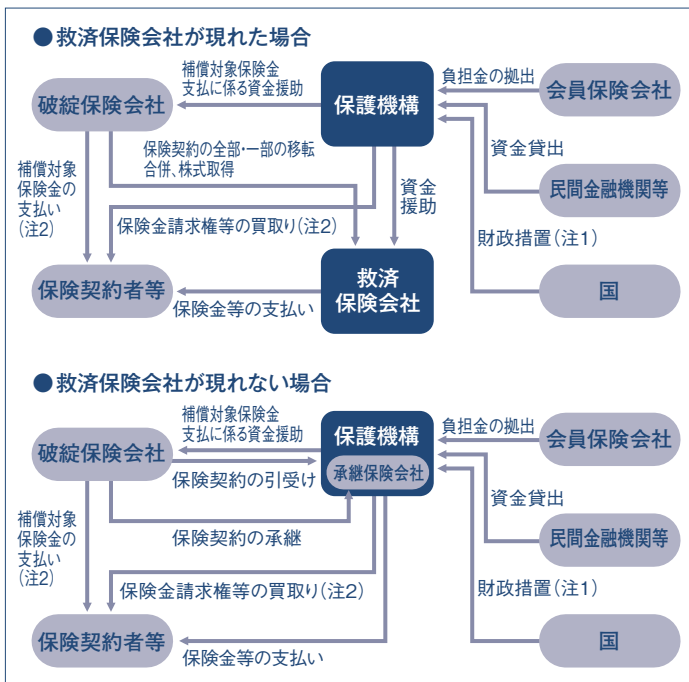 ●救済保険会社が現れた場合
補償対象保険金
支払に係る資金援助
破綻保険会社
保護機構
負担金の拠出
会員保険会社
補償対象
保険金の
支払い
(注2)
保険契約の全部・一部の移転
合併、株式取得
資金
援助
資金貸出
民間金融機関等
保険金請求権等の買取り(注2)
財政措置(注1)
保険契約者等
保険金等の支払い
救済
保険会社
国
●救済保険会社が現れない場合
補償対象保険金
支払に係る資金援助
破綻保険会社
保護機構
承継保険会社
負担金の拠出
会員保険会社
保険契約の引受け
補償対象
保険金の
支払い
(注2)
保険契約の承継
資金貸出
民間金融機関等
保険金請求権等の買取り(注2)
財政措置(注1)
保険契約者等
保険金等の支払い
国